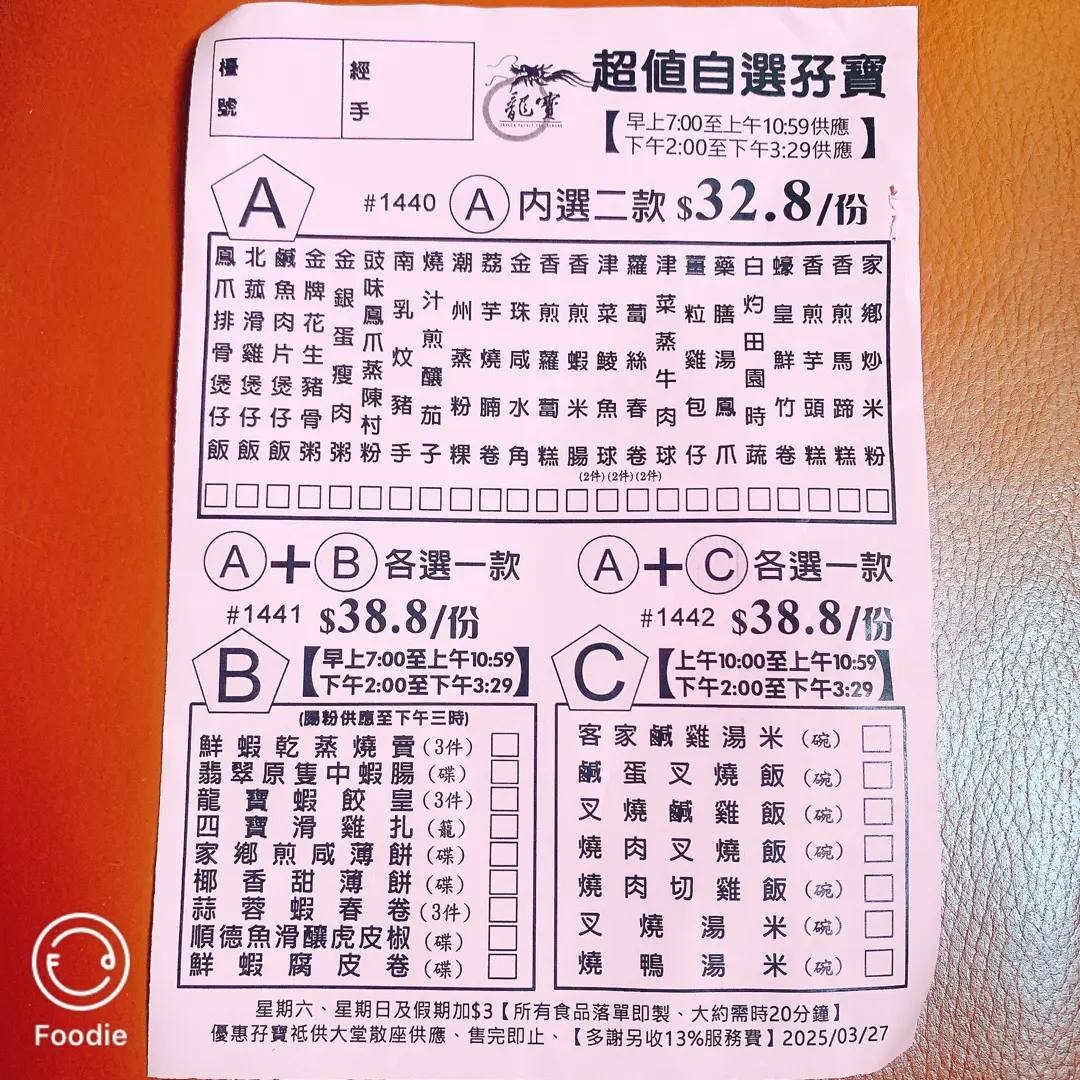 檯號
經手
龍寶
超值自選孖寶
【早上7:00至上午10:59供應
下午2:00至下午3:29供應】
A
#1440 A 内選二款 $32.8/份
家鄉炒米粉
香煎馬蹄糕
香煎芋頭糕
蠔皇鮮竹卷
白灼田園時蔬
藥膳湯鳳爪
薑粒雞包仔
津菜蒸牛肉球(2件)
蘿蔔絲春卷(2件)
津菜鯪魚球(2件)
香煎蝦米腸
香煎蘿蔔糕
金珠咸水角
荔芋燒腩卷
潮州蒸粉粿
燒汁煎釀茄子
南乳炆豬手
豉味鳳爪蒸陳村粉
金銀蛋瘦肉粥
金牌花生豬骨粥
鹹魚肉片煲仔飯
北菰滑雞煲仔飯
鳳爪排骨煲仔飯
A+B各選一款
#1441 $38.8/份
B
【早上7:00至上午10:59
下午2:00至下午3:29】
(腸粉供應至下午三時)
鮮蝦乾蒸燒賣(3件)
翡翠原隻中蝦腸(碟)
龍寶蝦餃皇(3件)
四寶滑雞扎(籠)
家鄉煎咸薄餅(碟)
椰香甜薄餅(碟)
蒜蓉蝦春卷(3件)
順德魚滑釀虎皮椒(碟)
鮮蝦腐皮卷(碟)
A+C各選一款
#1442 $38.8/份
C
【上午10:00至上午10:59
下午2:00至下午3:29】
客家鹹雞湯米(碗)
鹹蛋叉燒飯(碗)
叉燒鹹雞飯(碗)
燒肉叉燒飯(碗)
燒肉切雞飯(碗)
叉燒湯米(碗)
燒鴨湯米(碗)
星期六、星期日及假期加$3【所有食品落單即製、大約需時20分鐘】
優惠孖寶祗供大堂散座供應、售完即止、【多謝另收13%服務費】2025/03/27
Foodie